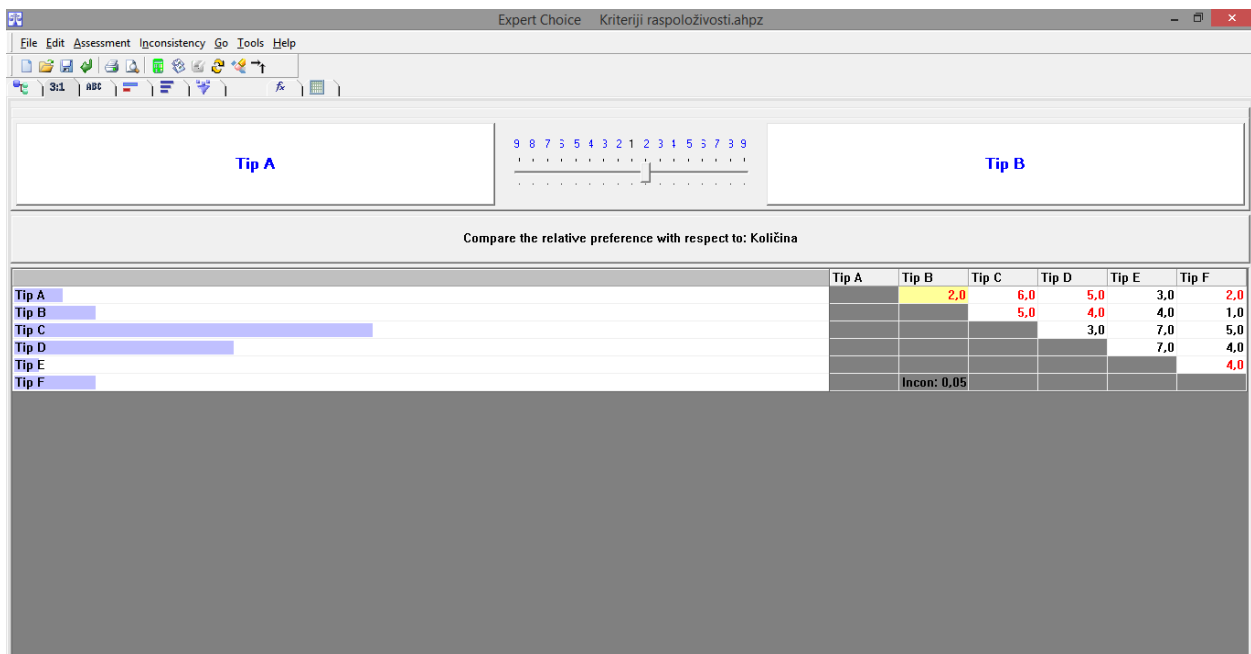 Expert Choice Kriteriji raspoloživosti.ahpz
File Edit Assessment Inconsistency Go Tools Help
3:1 ABC fx
Tip A
9 8 7 6 5 4 3 2 1 2 3 4 5 6 7 8 9
Tip B
Compare the relative preference with respect to: Količina
Tip A Tip B Tip C Tip D Tip E Tip F
Tip A 2,0 6,0 5,0 3,0 2,0
Tip B 5,0 4,0 4,0 1,0
Tip C 3,0 7,0 5,0
Tip D 7,0 4,0
Tip E 4,0
Tip F Incon: 0,05